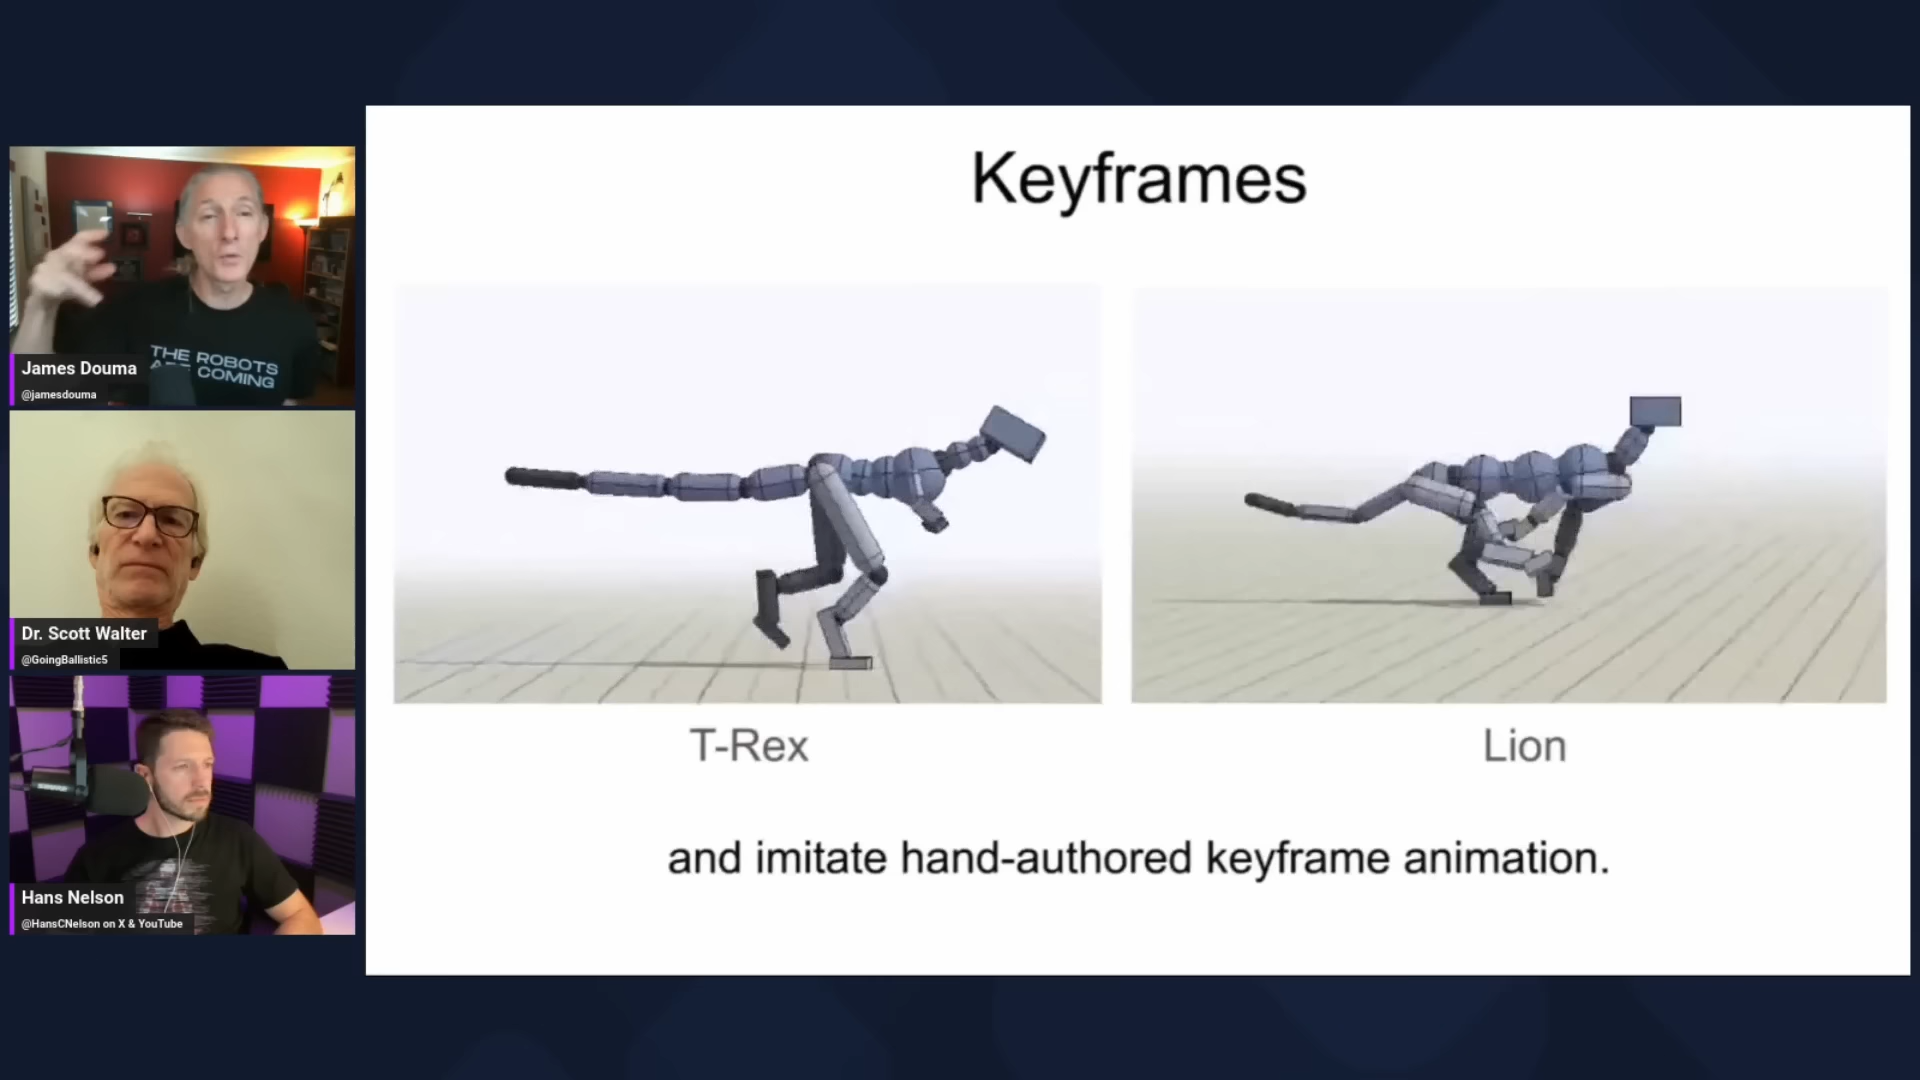 THE ROBOTS
ARE COMING
James Douma
@jamesdouma
Dr. Scott Walter
@GoingBallistic5
Hans Nelson
@HansCNelson on X & YouTube
Keyframes
T-Rex
Lion
and imitate hand-authored keyframe animation.